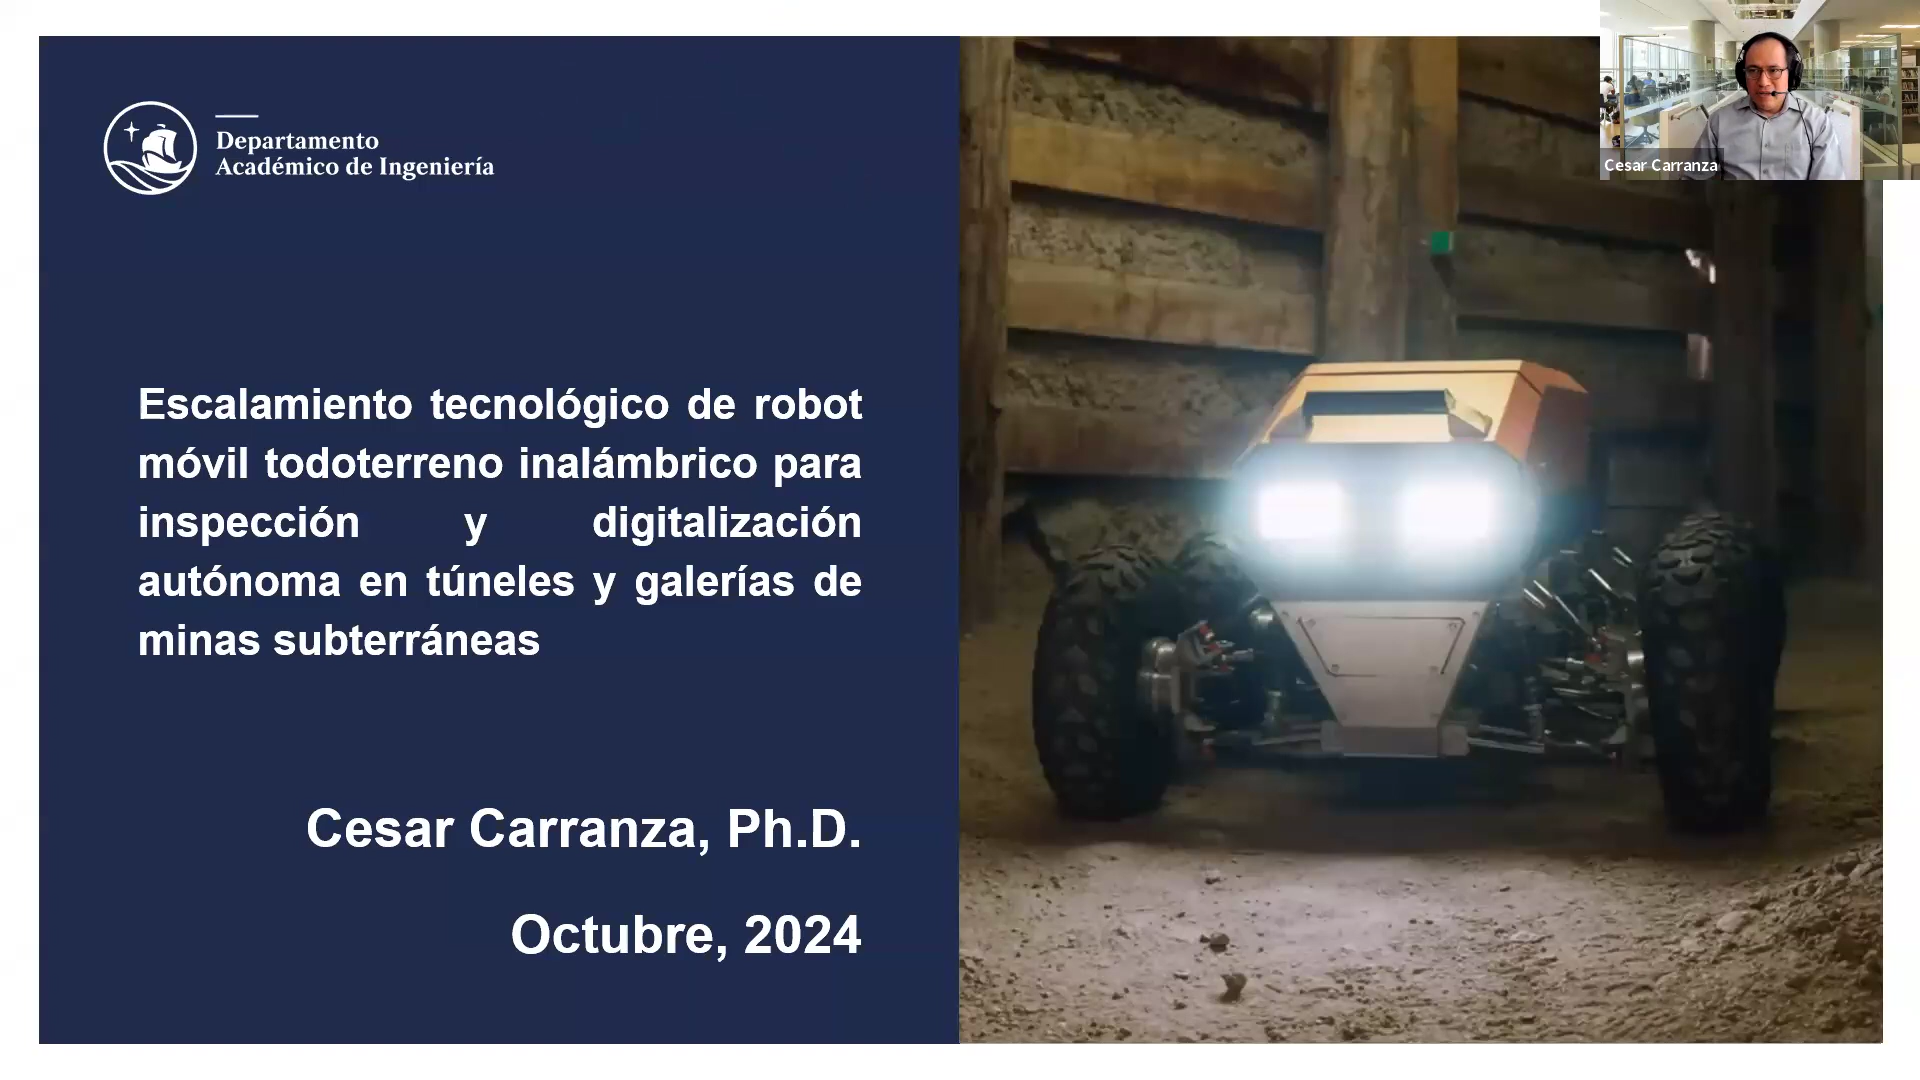 Departamento
Académico de Ingeniería
Cesar Carranza
Escalamiento tecnológico de robot
móvil todoterreno inalámbrico para
inspección y digitalización
autónoma en túneles y galerías de
minas subterráneas
Cesar Carranza, Ph.D.
Octubre, 2024